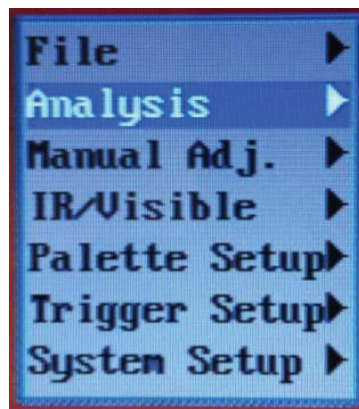 File
Analysis
Manual Adj.
IR/Visible
Palette Setup
Trigger Setup
System Setup